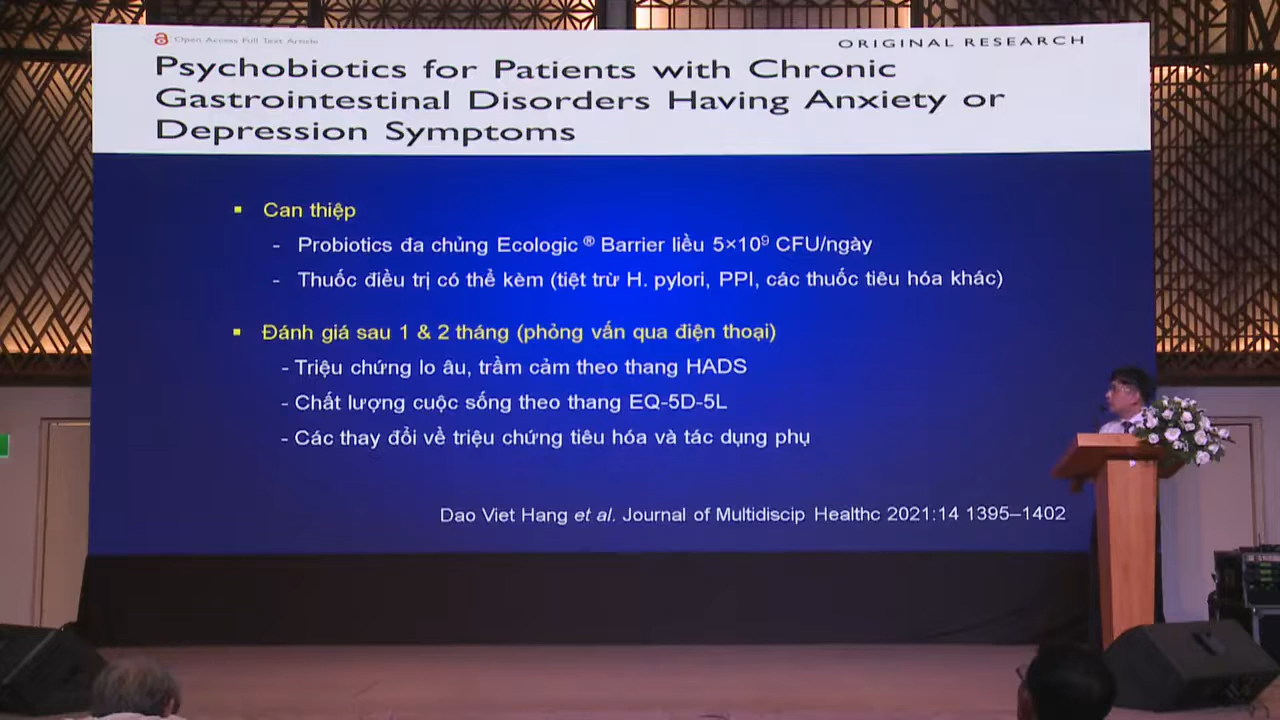 Open Access Full Text Article
ORIGINAL RESEARCH
Psychobiotics for Patients with Chronic
Gastrointestinal Disorders Having Anxiety or
Depression Symptoms
▪ Can thiệp
- Probiotics đa chủng Ecologic ® Barrier liều 5×10⁹ CFU/ngày
- Thuốc điều trị có thể kèm (tiệt trừ H. pylori, PPI, các thuốc tiêu hóa khác)
▪ Đánh giá sau 1 & 2 tháng (phỏng vấn qua điện thoại)
- Triệu chứng lo âu, trầm cảm theo thang HADS
- Chất lượng cuộc sống theo thang EQ-5D-5L
- Các thay đổi về triệu chứng tiêu hóa và tác dụng phụ
Dao Viet Hang et al. Journal of Multidiscip Healthc 2021:14 1395–1402